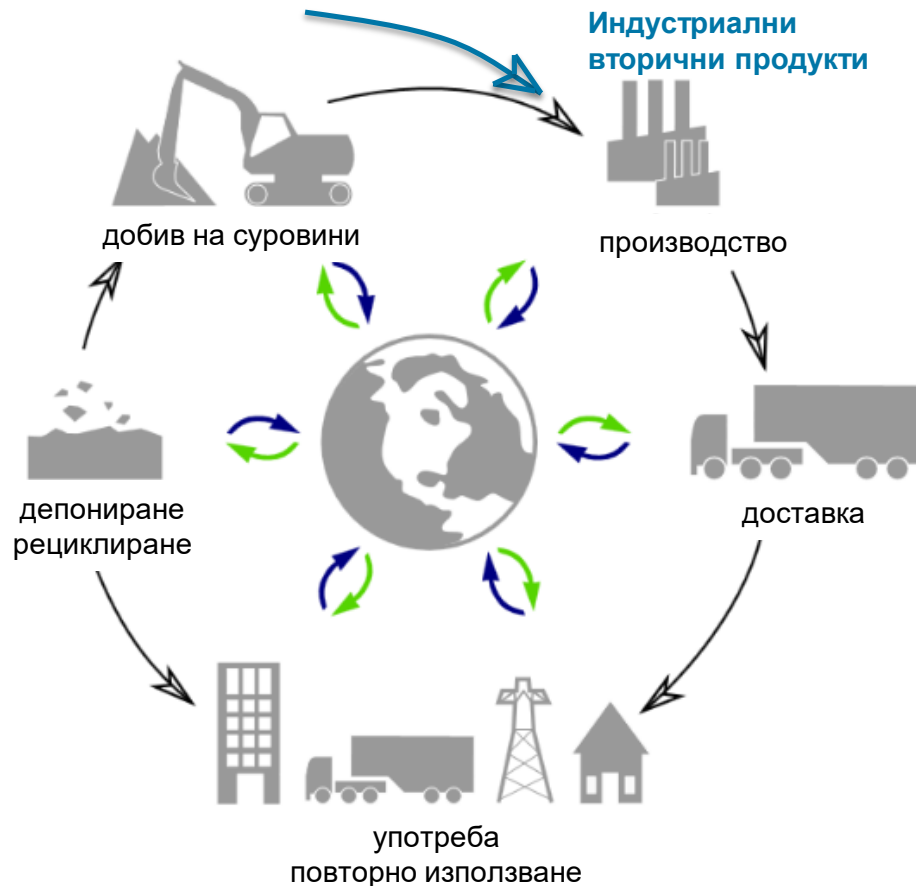 Индустриални
вторични продукти
добив на суровини
производство
депониране
рециклиране
доставка
употреба
повторно използване